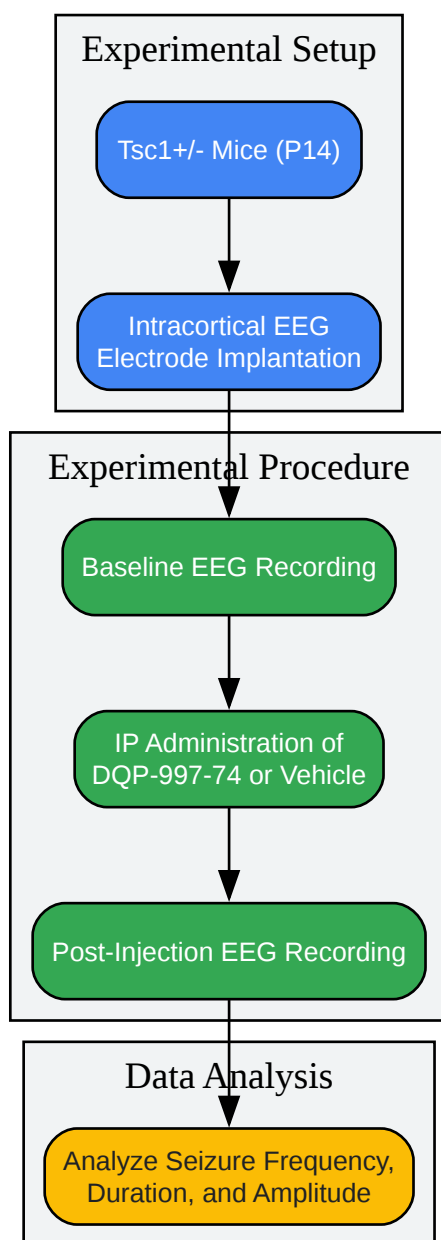 Experimental Setup
Tsc1+/- Mice (P14)
Intracortical EEG
Electrode Implantation
Experimental Procedure
Baseline EEG Recording
IP Administration of
DQP-997-74 or Vehicle
Post-Injection EEG Recording
Data Analysis
Analyze Seizure Frequency,
Duration, and Amplitude